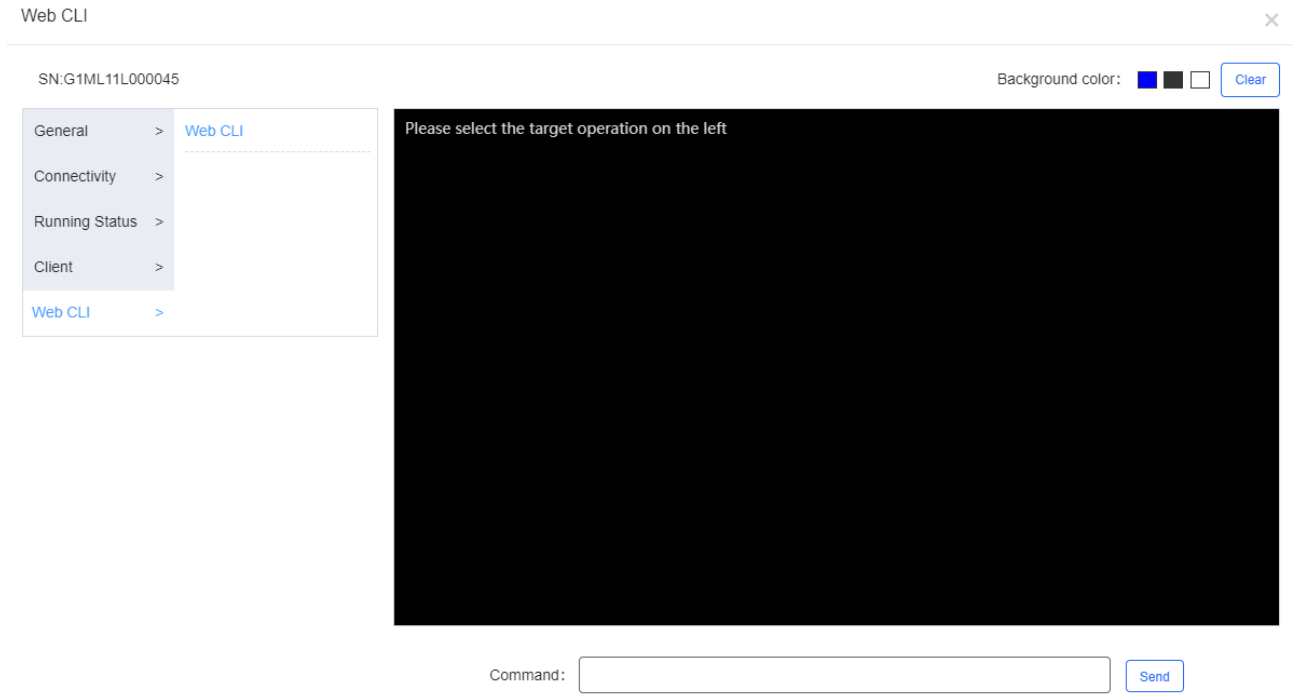 Web CLI
×
SN:G1ML11L000045
Background color:
Clear
General >
Connectivity >
Running Status >
Client >
Web CLI >
Web CLI
Please select the target operation on the left
Command:
Send